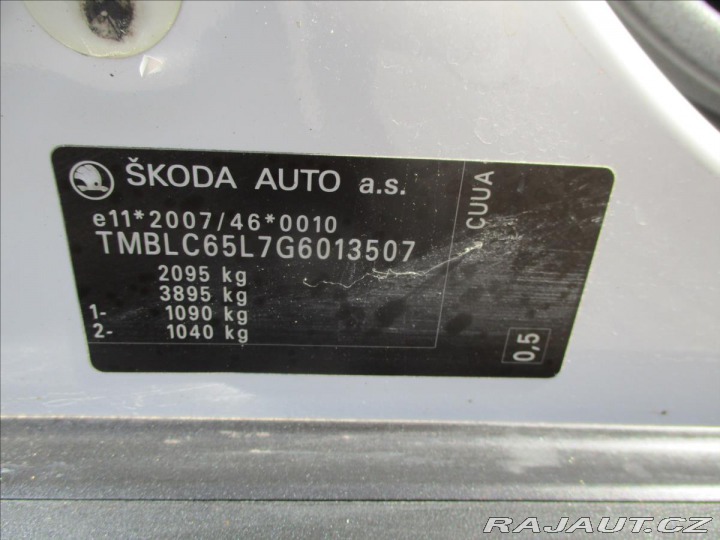 ŠKODA AUTO a.s.
e11*2007/46*0010
TMBLC65L7G6013507
2095 kg
3895 kg
1- 1090 kg
2- 1040 kg
CUUA
0,5
RAJAUT.CZ